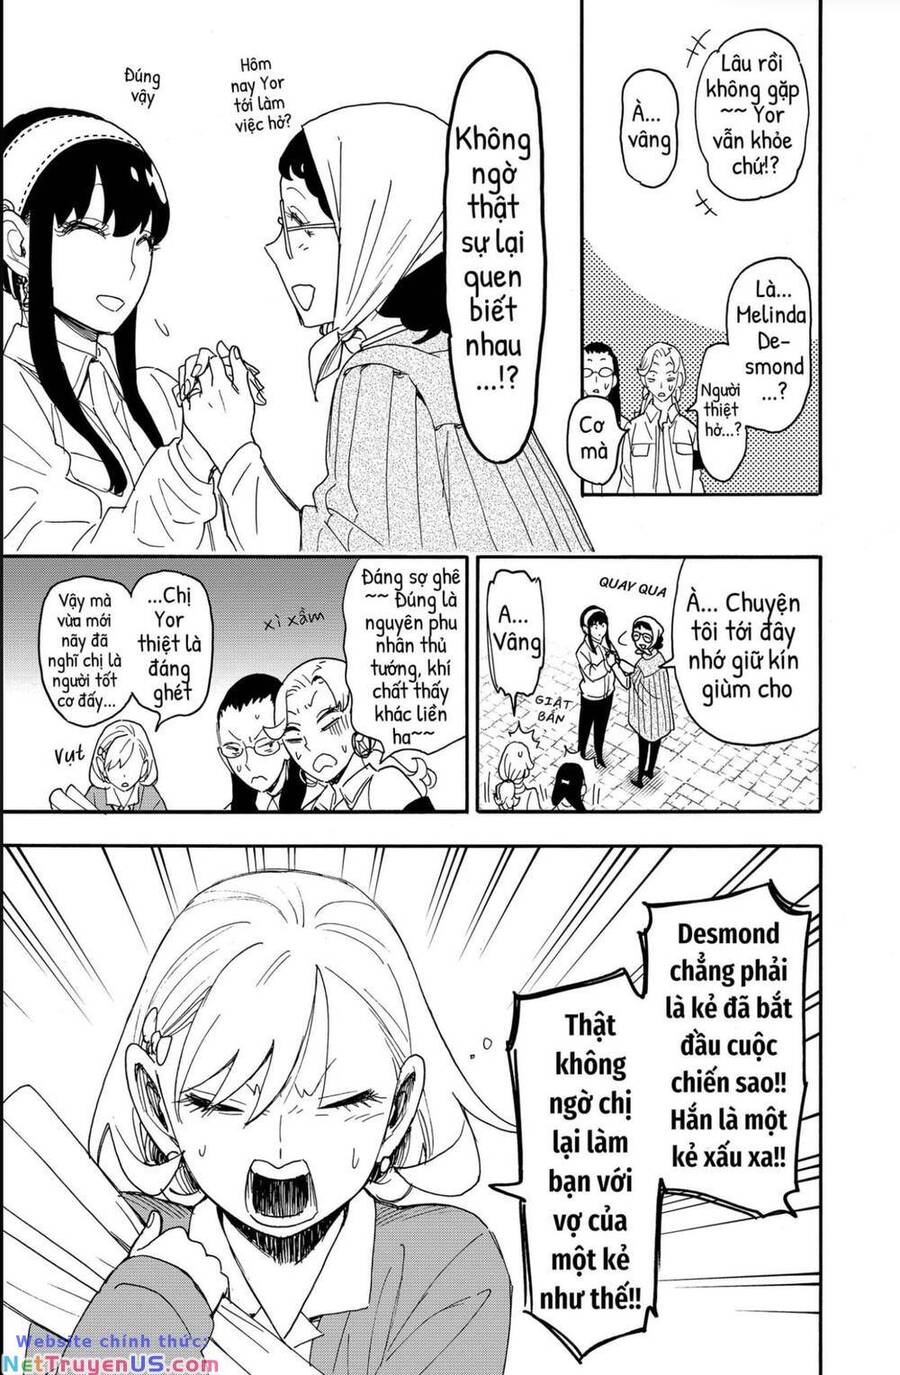 Lâu rồi
không gặp
~~ Yor
vẫn khỏe
chứ!?
À...
vâng
Là...
Melinda
De-
smond
...?
Người
thiệt
hở...?
Cơ
mà
Không
ngờ
thật
sự lại
quen
biết
nhau
...!?
Hôm
nay Yor
tới làm
việc hở?
Đúng
vậy
À... Chuyện
tôi tới đây
nhớ giữ kín
giùm cho
QUAY QUA
A...
Vâng
GIẬT
BẮN
Đáng sợ ghê
~~ Đúng là
nguyên phu
nhân thủ
tướng, khí
chất thấy
khác liền
ha~~
xì xầm
...Chị
Yor
thiệt là
đáng
ghét
Vậy mà
vừa mới
nãy đã
nghĩ chị là
người tốt
cơ đấy...
Vụt
Desmond
chẳng phải
là kẻ đã bắt
đầu cuộc
chiến sao!!
Hắn là một
kẻ xấu xa!!
Thật
không
ngờ chị
lại làm
bạn với
vợ của
một kẻ
như thế!!
Website chính thức:
NetTruyenUS.com